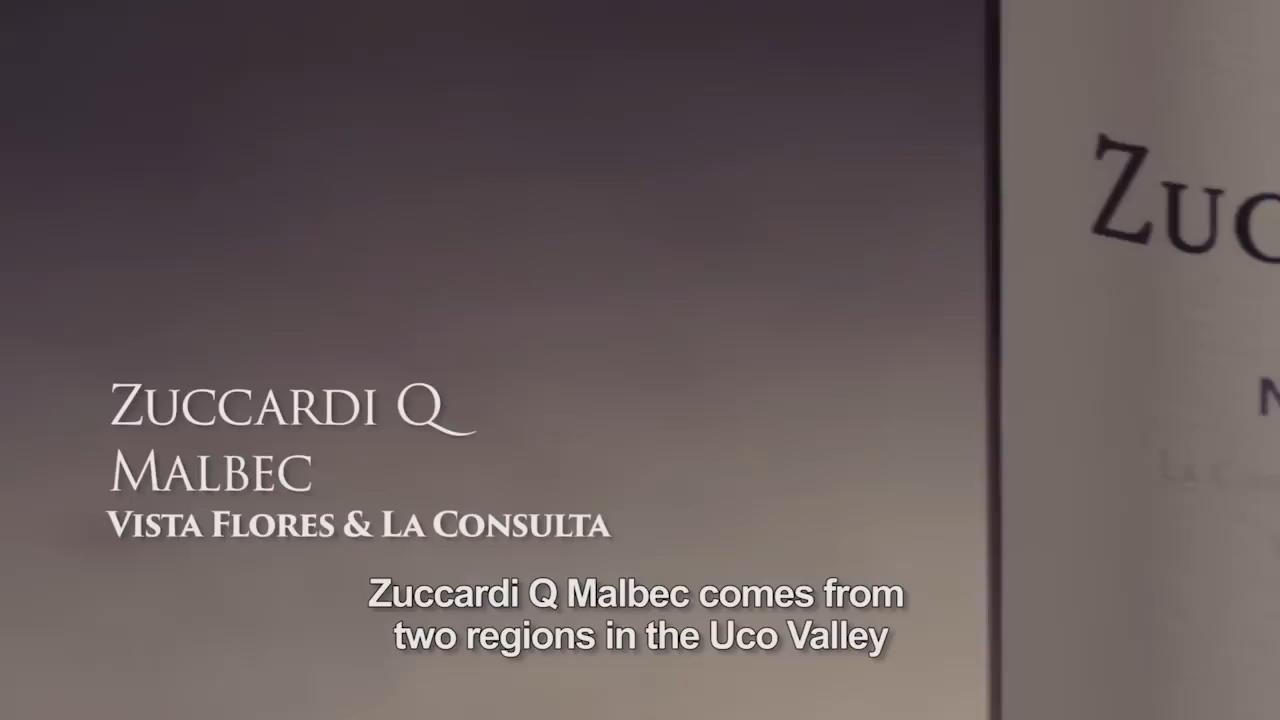 Zuccardi Q
Malbec
Vista Flores & La Consulta
Zuccardi Q Malbec comes from
two regions in the Uco Valley
Zuc
N